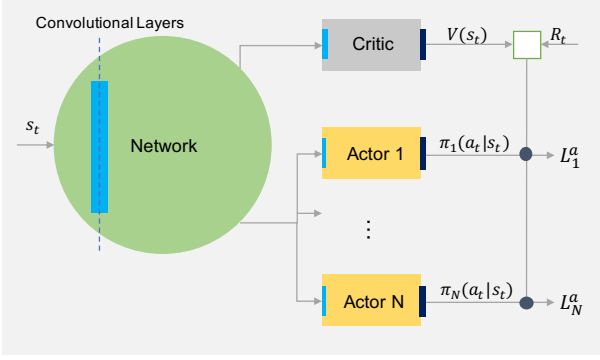 Convolutional Layers
Critic
V(s_t)
R_t
s_t
Network
Actor 1
π_1(a_t|s_t)
L_1^a
⋮
Actor N
π_N(a_t|s_t)
L_N^a